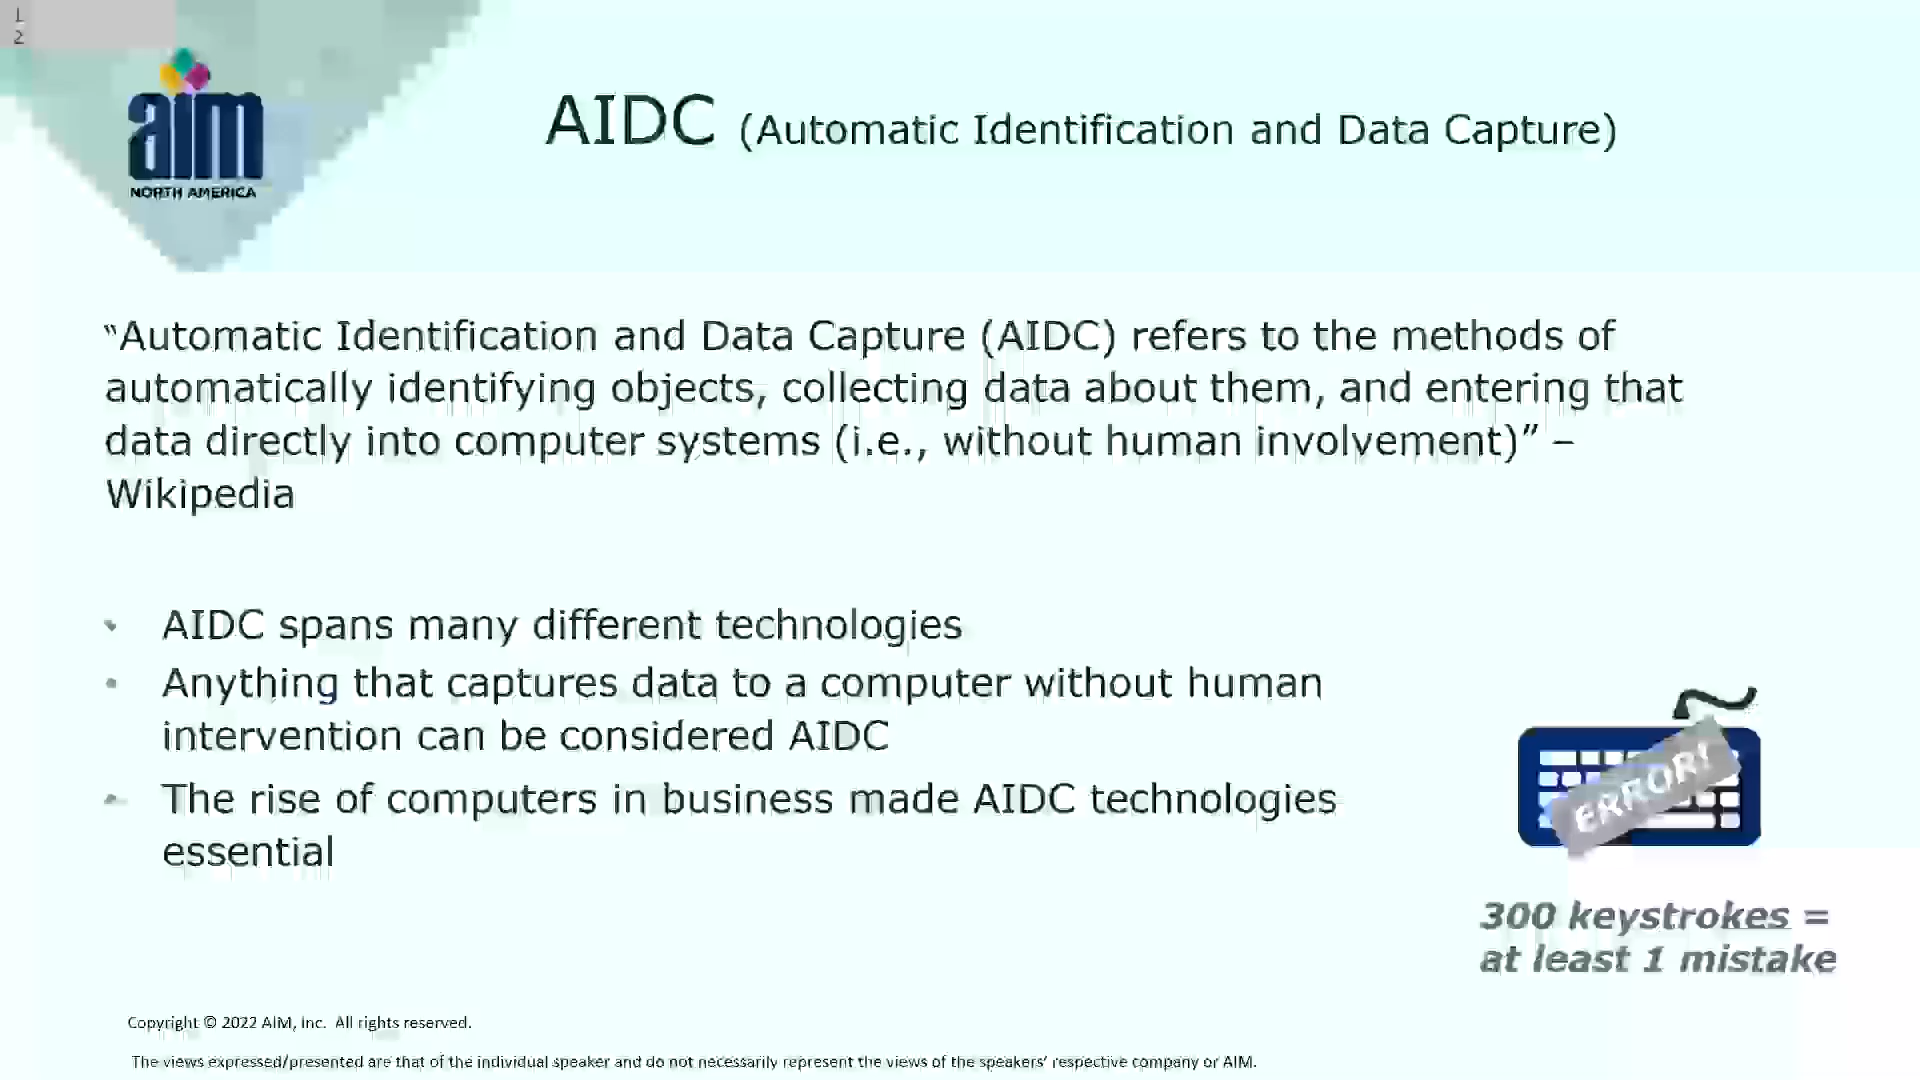 1
2
aim
NORTH AMERICA
AIDC (Automatic Identification and Data Capture)
“Automatic Identification and Data Capture (AIDC) refers to the methods of
automatically identifying objects, collecting data about them, and entering that
data directly into computer systems (i.e., without human involvement)” –
Wikipedia
• AIDC spans many different technologies
• Anything that captures data to a computer without human
intervention can be considered AIDC
• The rise of computers in business made AIDC technologies
essential
ERROR!
300 keystrokes =
at least 1 mistake
Copyright © 2022 AIM, Inc. All rights reserved.
The views expressed/presented are that of the individual speaker and do not necessarily represent the views of the speakers’ respective company or AIM.